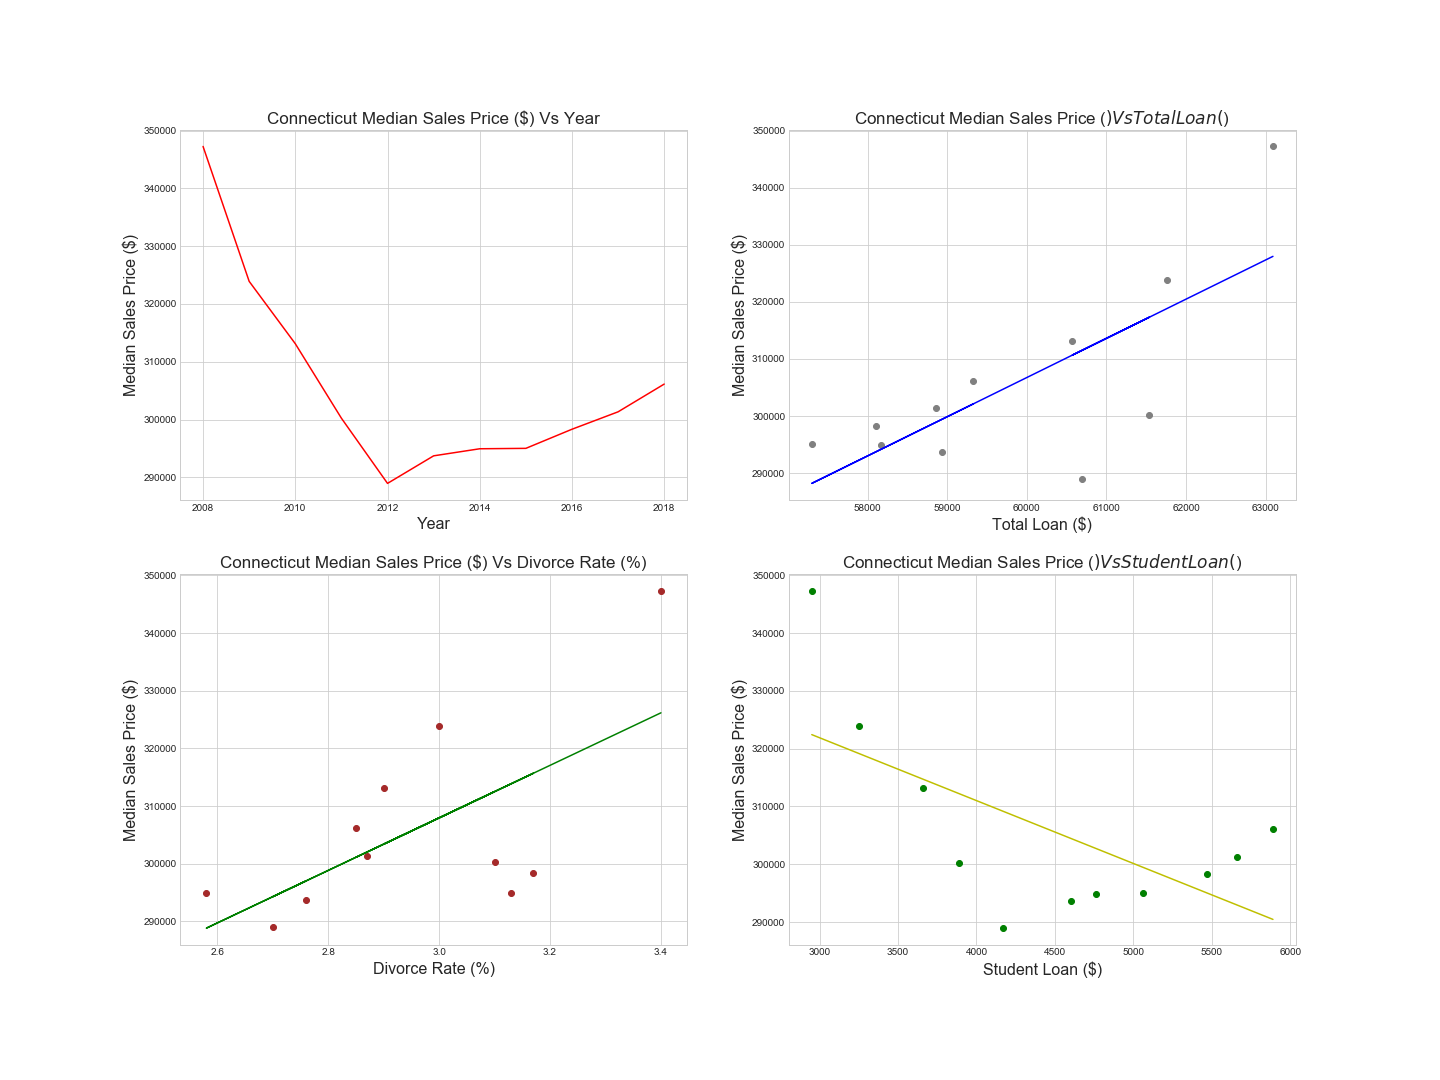 Connecticut Median Sales Price ($) Vs Year
350000
340000
330000
320000
310000
300000
290000
Median Sales Price ($)
2008 2010 2012 2014 2016 2018
Year
Connecticut Median Sales Price ()VsTotalLoan()
350000
340000
330000
320000
310000
300000
290000
Median Sales Price ($)
58000 59000 60000 61000 62000 63000
Total Loan ($)
Connecticut Median Sales Price ($) Vs Divorce Rate (%)
350000
340000
330000
320000
310000
300000
290000
Median Sales Price ($)
2.6 2.8 3.0 3.2 3.4
Divorce Rate (%)
Connecticut Median Sales Price ()VsStudentLoan()
350000
340000
330000
320000
310000
300000
290000
Median Sales Price ($)
3000 3500 4000 4500 5000 5500 6000
Student Loan ($)